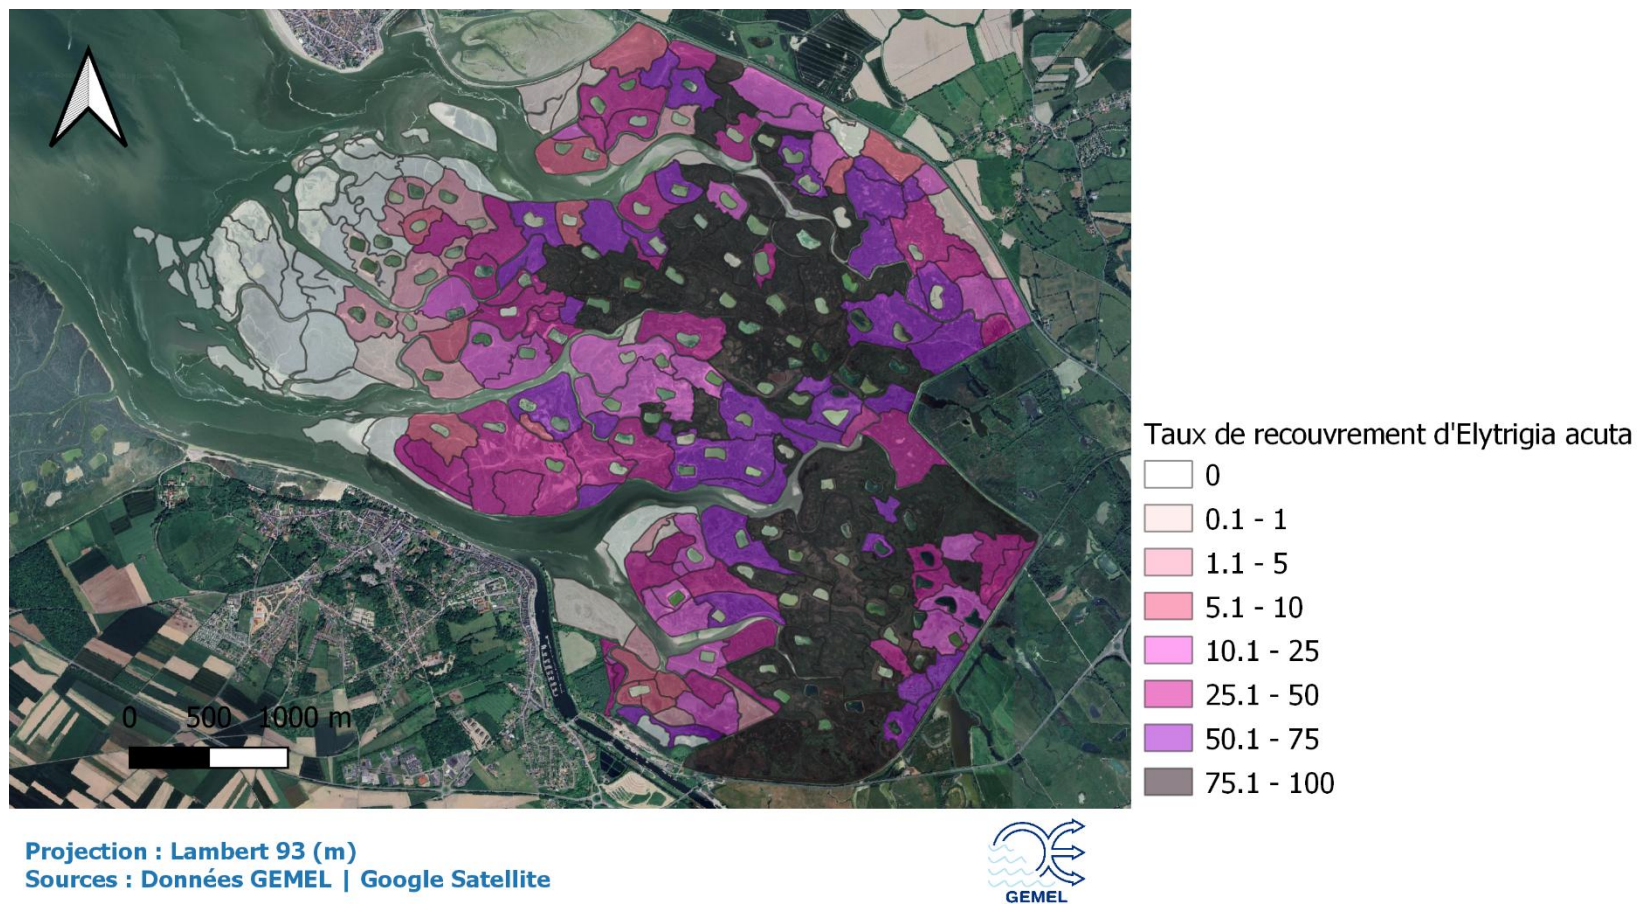 0 500 1000 m
Taux de recouvrement d'Elytrigia acuta
0
0.1 - 1
1.1 - 5
5.1 - 10
10.1 - 25
25.1 - 50
50.1 - 75
75.1 - 100
Projection : Lambert 93 (m)
Sources : Données GEMEL | Google Satellite
GEMEL